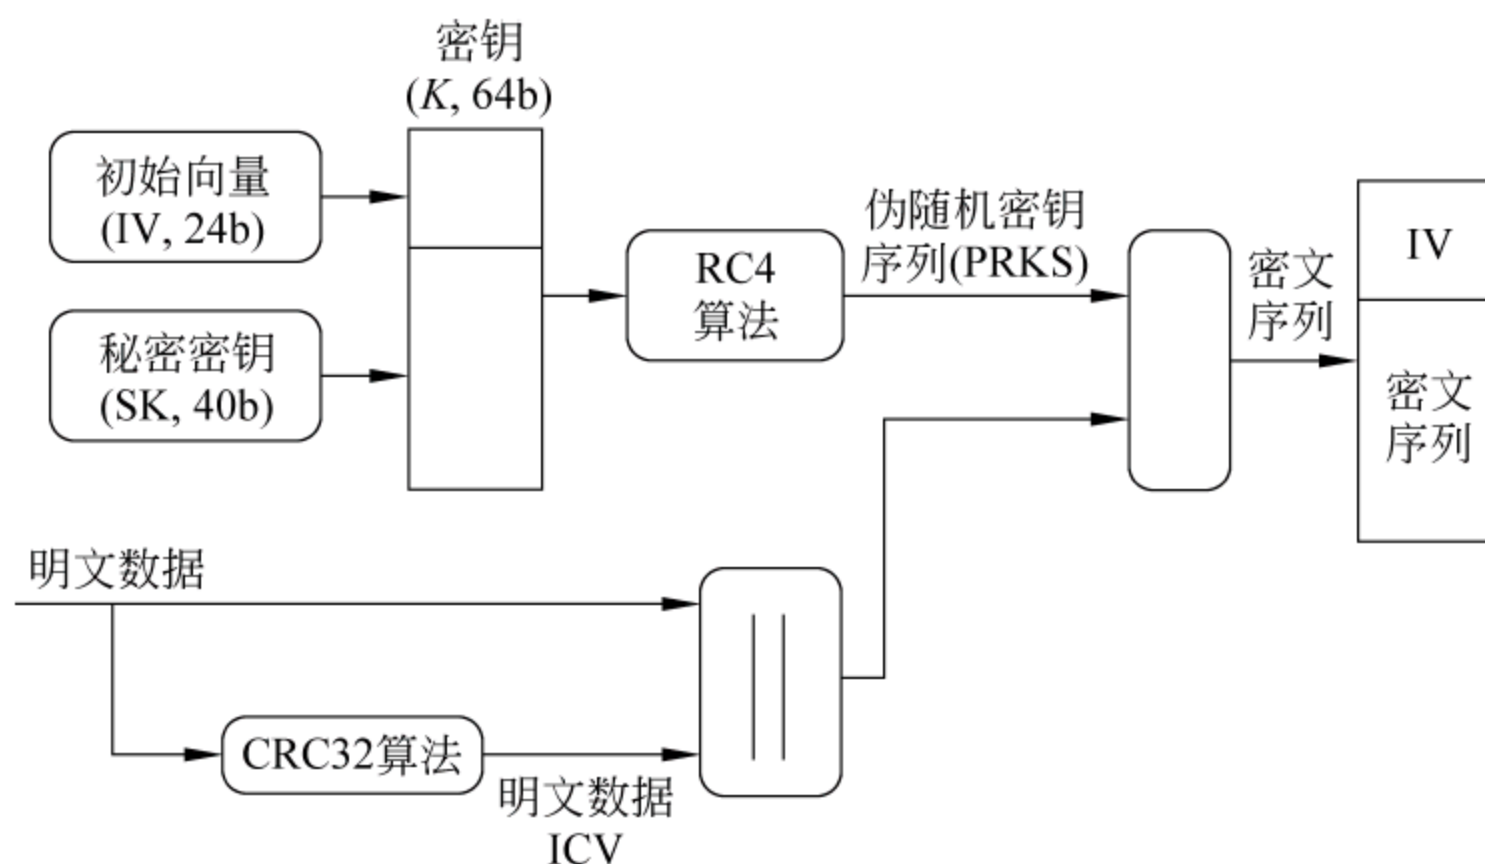 密钥
(K, 64b)
初始向量
(IV, 24b)
秘密密钥
(SK, 40b)
RC4
算法
伪随机密钥
序列(PRKS)
密文
序列
IV
密文
序列
明文数据
CRC32算法
明文数据
ICV